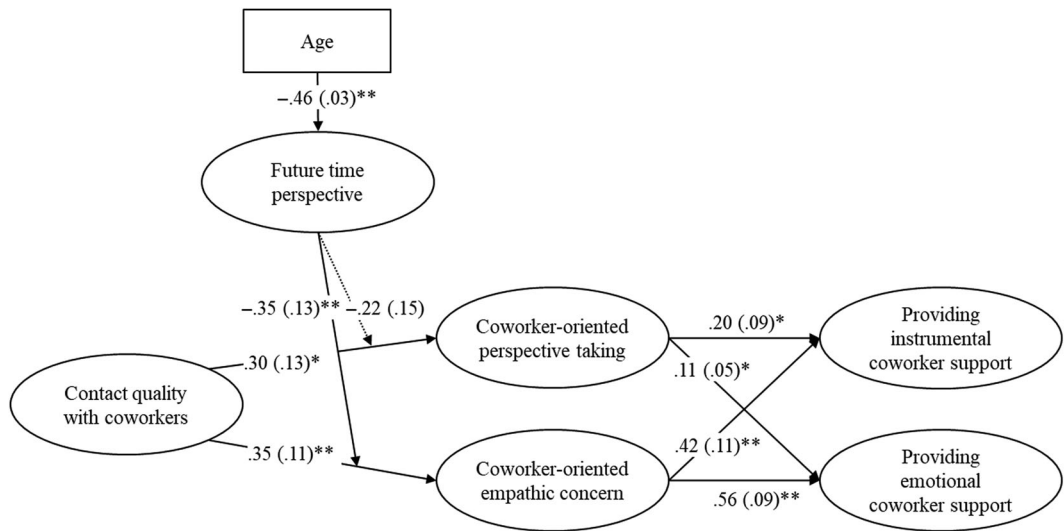 Age
−.46 (.03)**
Future time
perspective
−.35 (.13)**
−.22 (.15)
Coworker-oriented
perspective taking
.20 (.09)*
Providing
instrumental
coworker support
.30 (.13)*
.11 (.05)*
Contact quality
with coworkers
.35 (.11)**
.42 (.11)**
Coworker-oriented
empathic concern
.56 (.09)**
Providing
emotional
coworker support